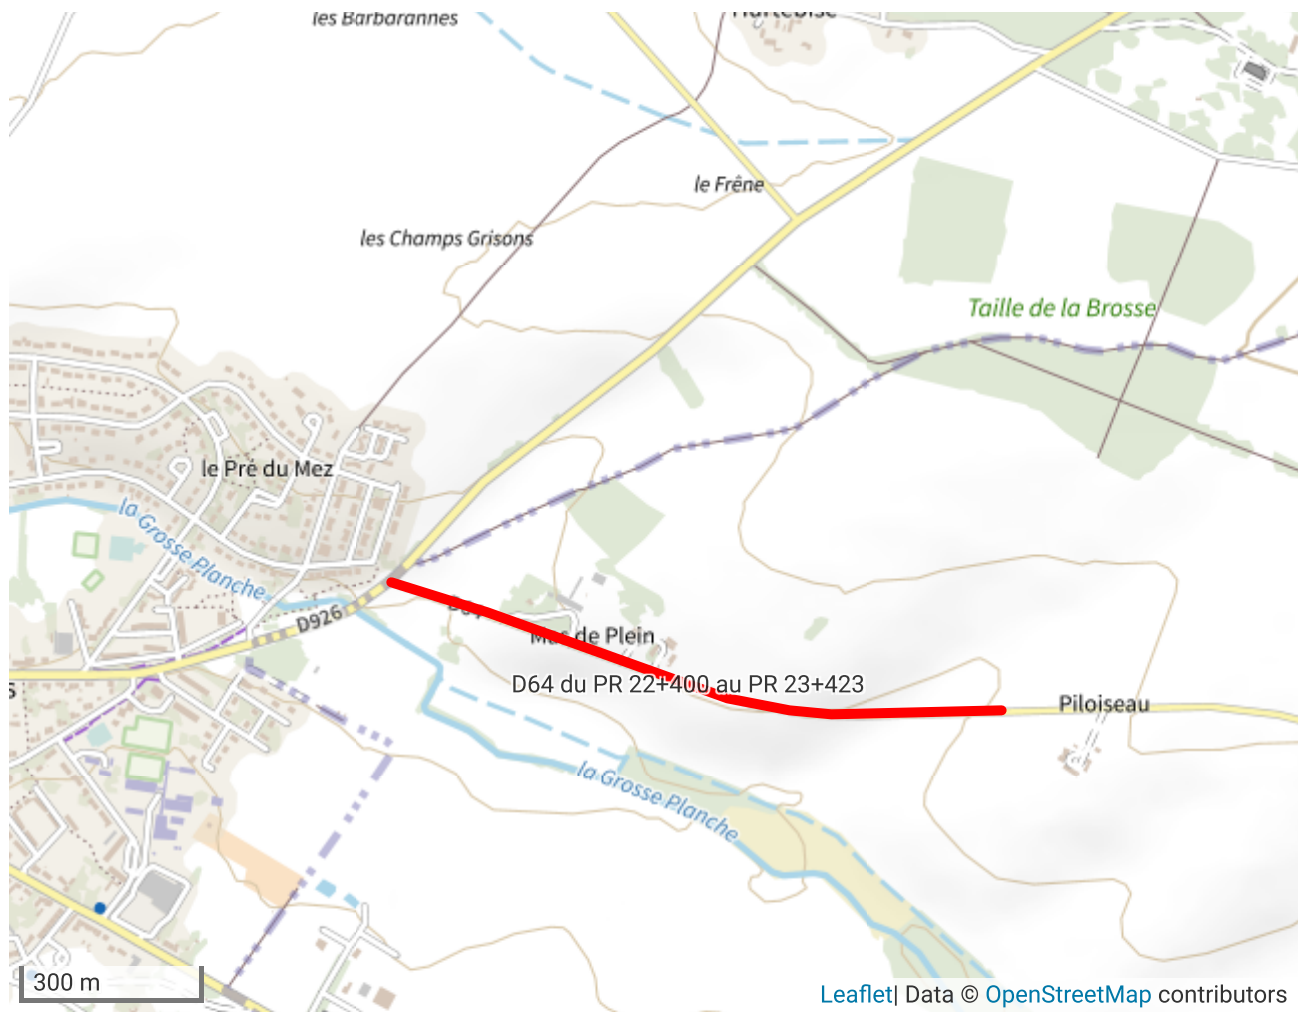 les Barbarannes
le Frêne
les Champs Grisons
Taille de la Brosse
le Pré du Mez
la Grosse Planche
D926
Mas de Plein
D64 du PR 22+400 au PR 23+423
Piloiseau
la Grosse Planche
300 m
Leaflet| Data © OpenStreetMap contributors